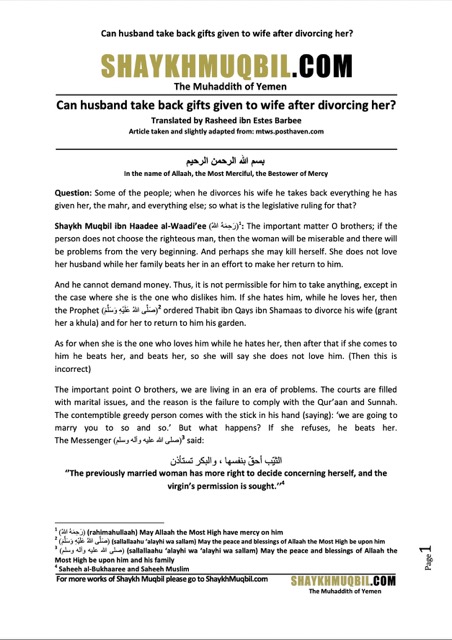 Can husband take back gifts given to wife after divorcing her?
SHAYKHMUQBIL.COM
The Muhaddith of Yemen
Can husband take back gifts given to wife after divorcing her?
Translated by Rasheed ibn Estes Barbee
Article taken and slightly adapted from: mtws.posthaven.com
بسم الله الرحمن الرحيم
in the name of Allaah, the Most Merciful, the Bestower of Mercy
Question: Some of the people; when he divorces his wife he takes back everything he has
given her, the mahr, and everything else; so what is the legislative ruling for that?
Shaykh Muqbil ibn Haadee al-Waadi'ee (رَحِمَهُ اللهُ)¹: The important matter O brothers; if the
person does not choose the righteous man, then the woman will be miserable and there will
be problems from the very beginning. And perhaps she may kill herself. She does not love
her husband while her family beats her in an effort to make her return to him.
And he cannot demand money. Thus, it is not permissible for him to take anything, except in
the case where she is the one who dislikes him. If she hates him, while he loves her, then
the Prophet (صَلَّى اللهُ عَلَيْهِ وَسَلَّمَ)² ordered Thabit ibn Qays ibn Shamaas to divorce his wife (grant
her a khula) and for her to return to him his garden.
As for when she is the one who loves him while he hates her, then after that if she comes to
him he beats her, and beats her, so she will say she does not love him. (Then this is
incorrect)
The important point O brothers, we are living in an era of problems. The courts are filled
with marital issues, and the reason is the failure to comply with the Qur'aan and Sunnah.
The contemptible greedy person comes with the stick in his hand (saying): 'we are going to
marry you to so and so.' But what happens? If she refuses, he beats her.
The Messenger (صلى الله عليه وآله وسلم)³ said:
الثَيِّب أحقّ بنفسها ، والبكر تستأذن
"The previously married woman has more right to decide concerning herself, and the
virgin's permission is sought."⁴
¹ (رَحِمَهُ اللهُ) (rahimahullaah) May Allaah the Most High have mercy on him
² (صَلَّى اللهُ عَلَيْهِ وَسَلَّمَ) (sallallaahu 'alayhi wa sallam) May the peace and blessings of Allaah the Most High be upon him
³ (صلى الله عليه وآله وسلم) (sallallaahu 'alayhi wa 'alayhi wa sallam) May the peace and blessings of Allaah the
Most High be upon him and his family
⁴ Saheeh al-Bukhaaree and Saheeh Muslim
For more works of Shaykh Muqbil please go to ShaykhMuqbil.com
SHAYKHMUQBIL.COM
The Muhaddith of Yemen
Page 1